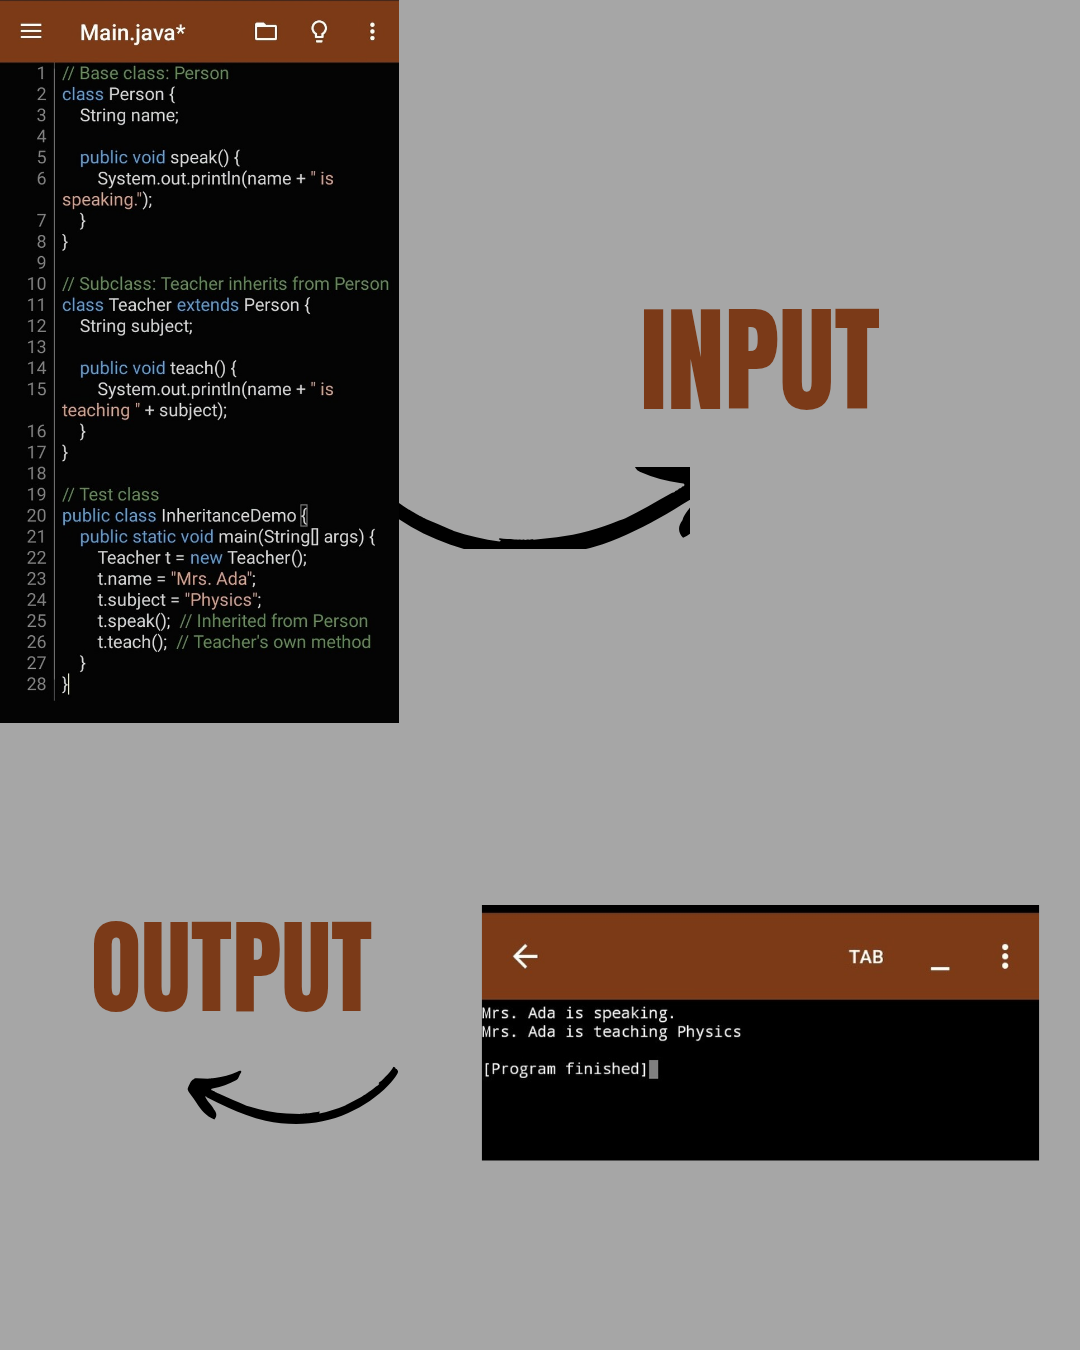 Main.java*
1 // Base class: Person
2 class Person {
3 String name;
4
5 public void speak() {
6 System.out.println(name + " is
speaking.");
7 }
8 }
9
10 // Subclass: Teacher inherits from Person
11 class Teacher extends Person {
12 String subject;
13
14 public void teach() {
15 System.out.println(name + " is
teaching " + subject);
16 }
17 }
18
19 // Test class
20 public class InheritanceDemo {
21 public static void main(String[] args) {
22 Teacher t = new Teacher();
23 t.name = "Mrs. Ada";
24 t.subject = "Physics";
25 t.speak(); // Inherited from Person
26 t.teach(); // Teacher's own method
27 }
28 }
INPUT
OUTPUT
TAB
Mrs. Ada is speaking.
Mrs. Ada is teaching Physics
[Program finished]